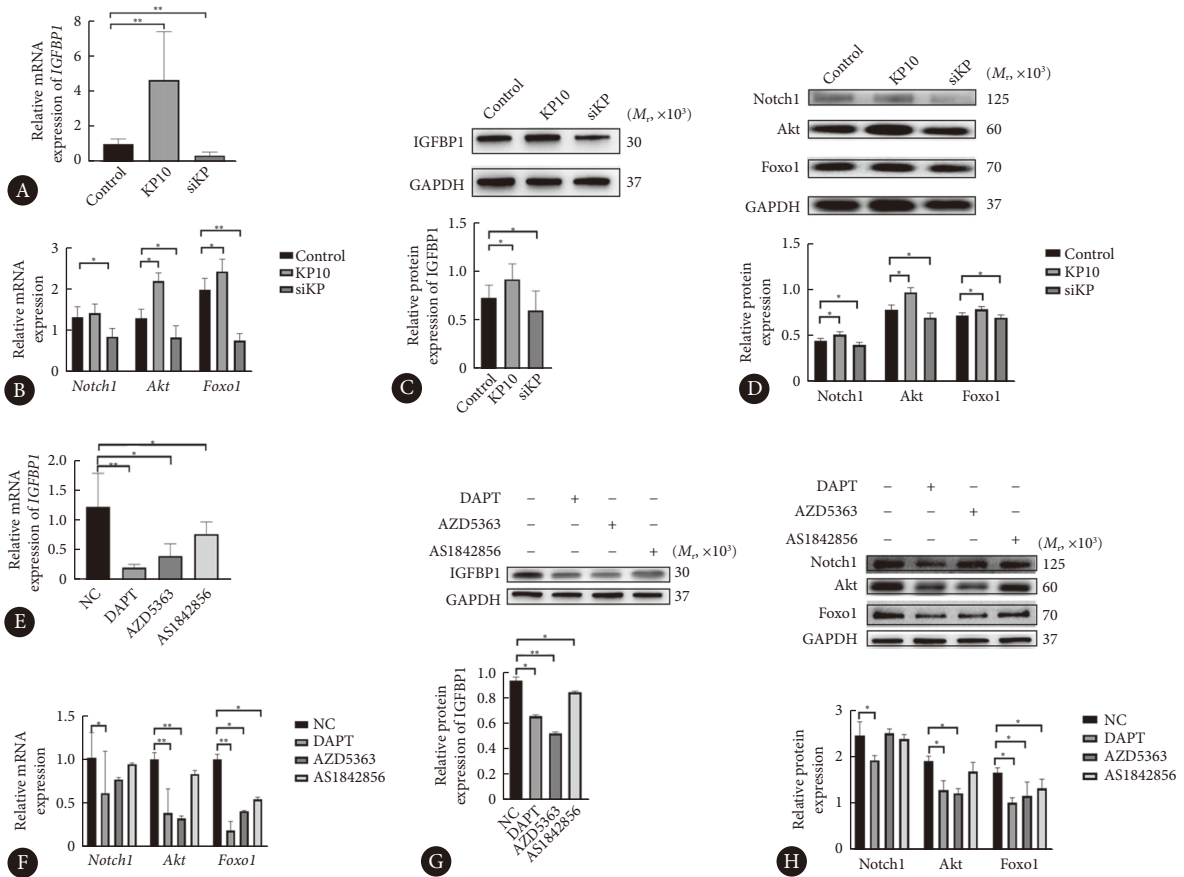 Relative mRNA
expression of IGFBP1
8
6
4
2
0
**
**
Control
KP10
siKP
A
Relative mRNA
expression
3
2
1
0
*
*
*
*
**
Notch1
Akt
Foxo1
Control
KP10
siKP
B
Control
KP10
siKP
(Mr, ×10³)
IGFBP1
30
GAPDH
37
Relative protein
expression of IGFBP1
1.5
1.0
0.5
0
*
*
Control
KP10
siKP
C
Control
KP10
siKP
(Mr, ×10³)
Notch1
125
Akt
60
Foxo1
70
GAPDH
37
Relative protein
expression
1.5
1.0
0.5
0
*
*
*
*
*
*
Notch1
Akt
Foxo1
Control
KP10
siKP
D
Relative mRNA
expression of IGFBP1
2.0
1.5
1.0
0.5
0
*
*
**
NC
DAPT
AZD5363
AS1842856
E
Relative mRNA
expression
1.5
1.0
0.5
0
*
**
**
*
*
**
Notch1
Akt
Foxo1
NC
DAPT
AZD5363
AS1842856
F
DAPT − + − −
AZD5363 − − + −
AS1842856 − − − + (Mr, ×10³)
IGFBP1
30
GAPDH
37
Relative protein
expression of IGFBP1
1.0
0.8
0.6
0.4
0.2
0
*
**
*
NC
DAPT
AZD5363
AS1842856
G
DAPT − + − −
AZD5363 − − + −
AS1842856 − − − + (Mr, ×10³)
Notch1
125
Akt
60
Foxo1
70
GAPDH
37
Relative protein
expression
3
2
1
0
*
*
*
*
*
*
Notch1
Akt
Foxo1
NC
DAPT
AZD5363
AS1842856
H